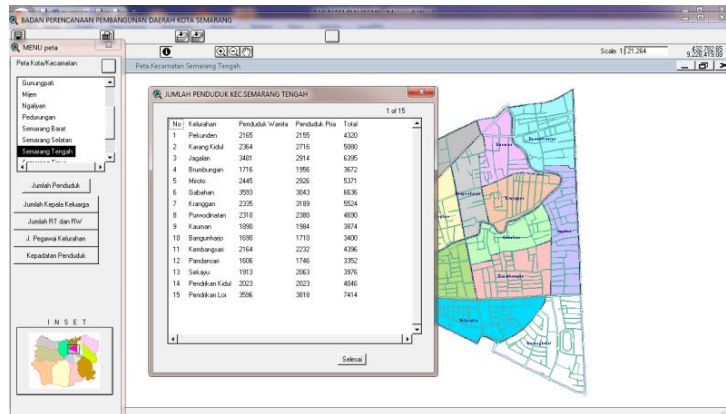 BADAN PERENCANAAN PEMBANGUNAN DAERAH KOTA SEMARANG
MENU peta
Scale 1: 21,264
432,782.85
9,228,419.08
Peta Kota/Kecamatan
Peta Kecamatan Semarang Tengah
Gunungpati
Mijen
Ngaliyan
Pedurungan
Semarang Barat
Semarang Selatan
Semarang Tengah
Jumlah Penduduk
Jumlah Kepala Keluarga
Jumlah RT dan RW
J. Pegawai Kelurahan
Kepadatan Penduduk
I N S E T
JUMLAH PENDUDUK KEC.SEMARANG TENGAH
1 of 15
No Kelurahan Penduduk Wanita Penduduk Pria Total
1 Pekunden 2165 2155 4320
2 Karang Kidul 2364 2716 5080
3 Jagalan 3481 2914 6395
4 Brumbungan 1716 1956 3672
5 Miroto 2445 2926 5371
6 Gabahan 3593 3043 6636
7 Kranggan 2335 3189 5524
8 Purwodinatan 2310 2380 4690
9 Kauman 1890 1984 3874
10 Bangunharjo 1690 1710 3400
11 Kembangsari 2164 2232 4396
12 Pandansari 1606 1746 3352
13 Sekayu 1913 2063 3976
14 Pendrikan Kidul 2023 2023 4046
15 Pendrikan Lor 3596 3818 7414
Selesai